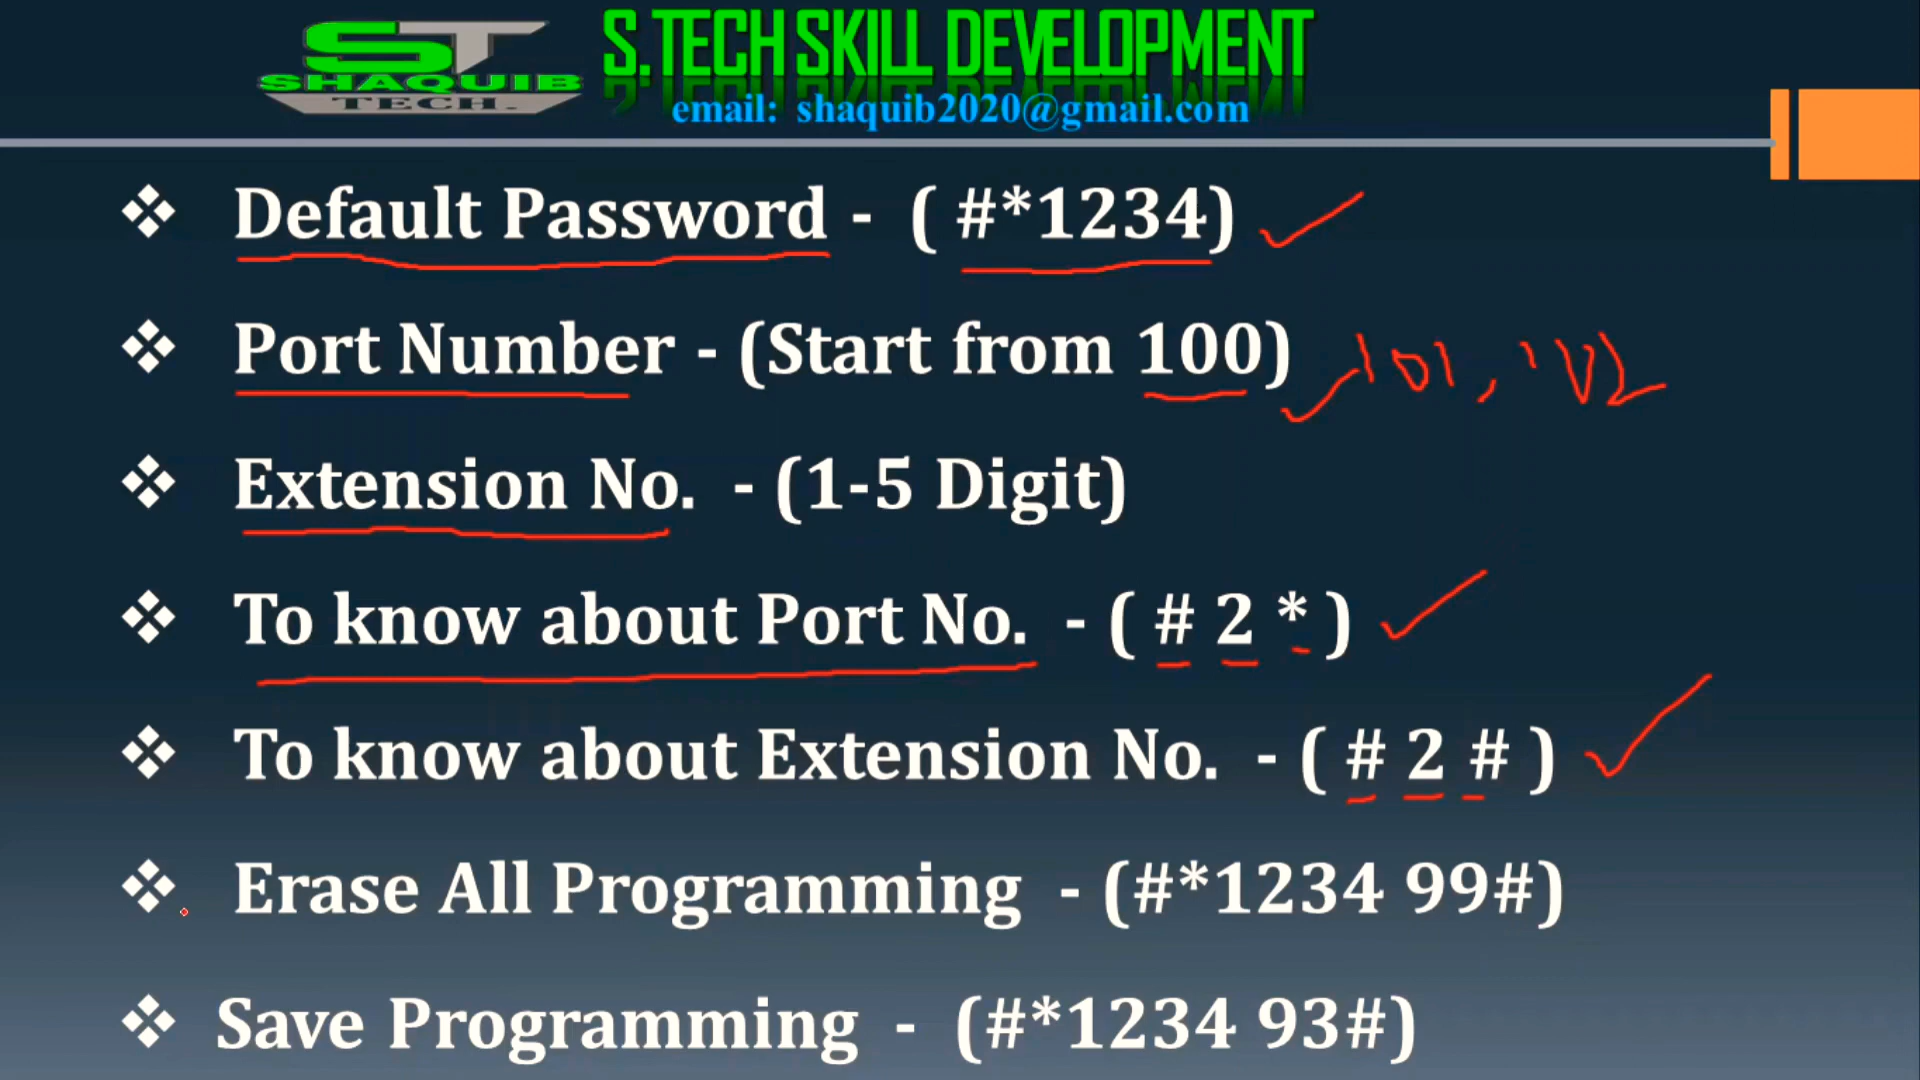 ST
SHAQUIB
TECH.
S.TECH SKILL DEVELOPMENT
email: shaquib2020@gmail.com
❖ Default Password - ( #*1234)
❖ Port Number - (Start from 100) 101, 102
❖ Extension No. - (1-5 Digit)
❖ To know about Port No. - ( # 2 * )
❖ To know about Extension No. - ( # 2 # )
❖ Erase All Programming - (#*1234 99#)
❖ Save Programming - (#*1234 93#)